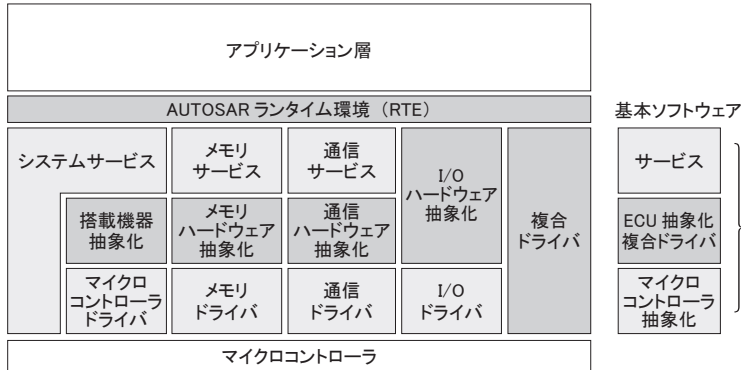 アプリケーション層
AUTOSAR ランタイム環境（RTE）
基本ソフトウェア
システムサービス
メモリ
サービス
通信
サービス
I/O
ハードウェア
抽象化
複合
ドライバ
サービス
搭載機器
抽象化
メモリ
ハードウェア
抽象化
通信
ハードウェア
抽象化
ECU 抽象化
複合ドライバ
マイクロ
コントローラ
ドライバ
メモリ
ドライバ
通信
ドライバ
I/O
ドライバ
マイクロ
コントローラ
抽象化
マイクロコントローラ